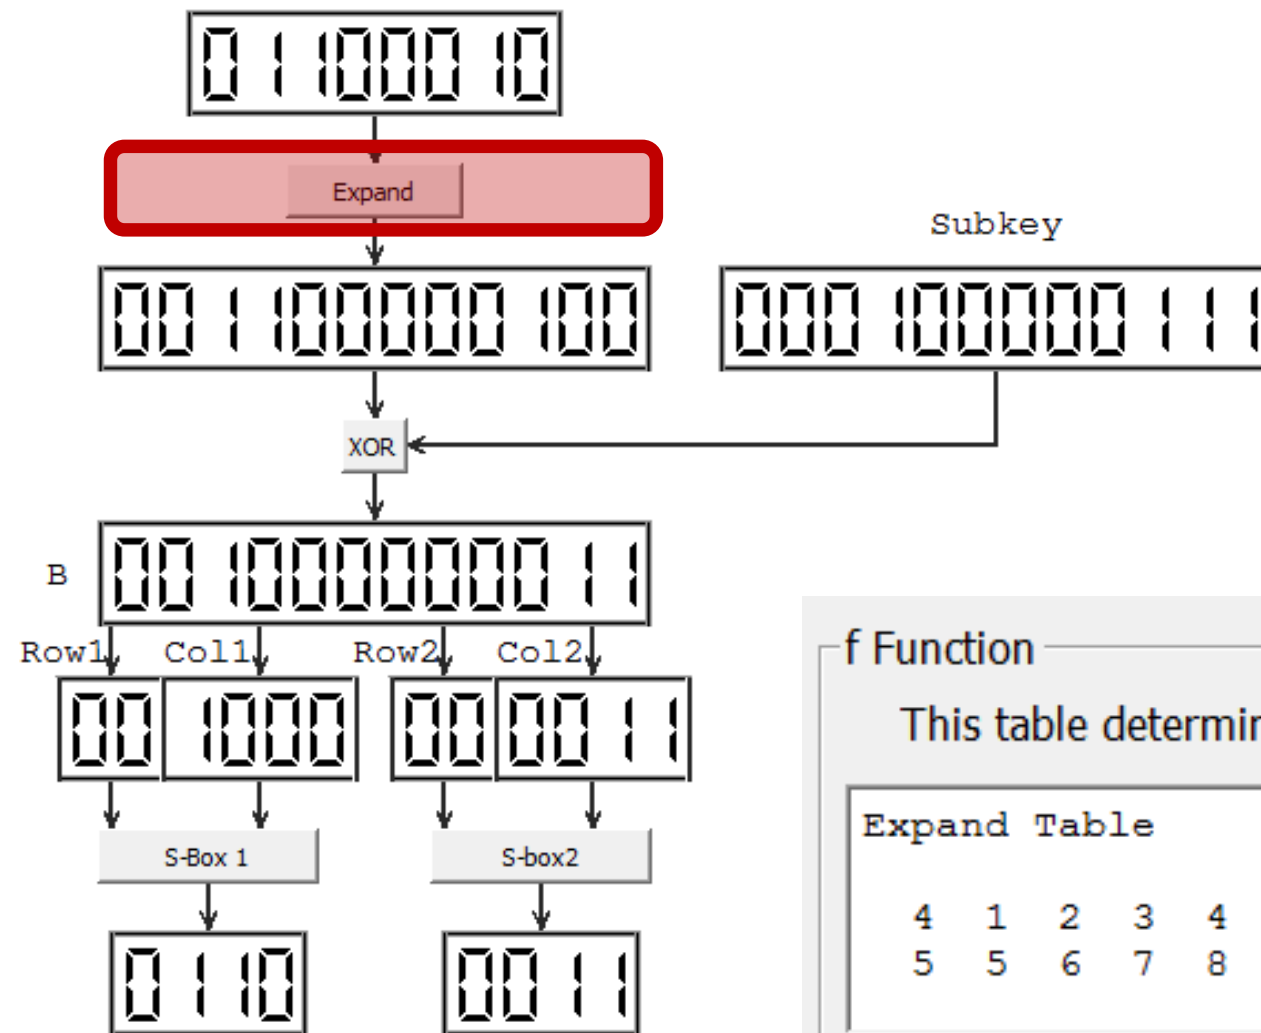 01100010
Expand
Subkey
001100000100
000100000111
XOR
B
001000000011
Row1 Col1 Row2 Col2
00 1000 00 0011
S-Box 1
S-box2
0110
0011
f Function
This table determin
Expand Table
4 1 2 3 4
5 5 6 7 8